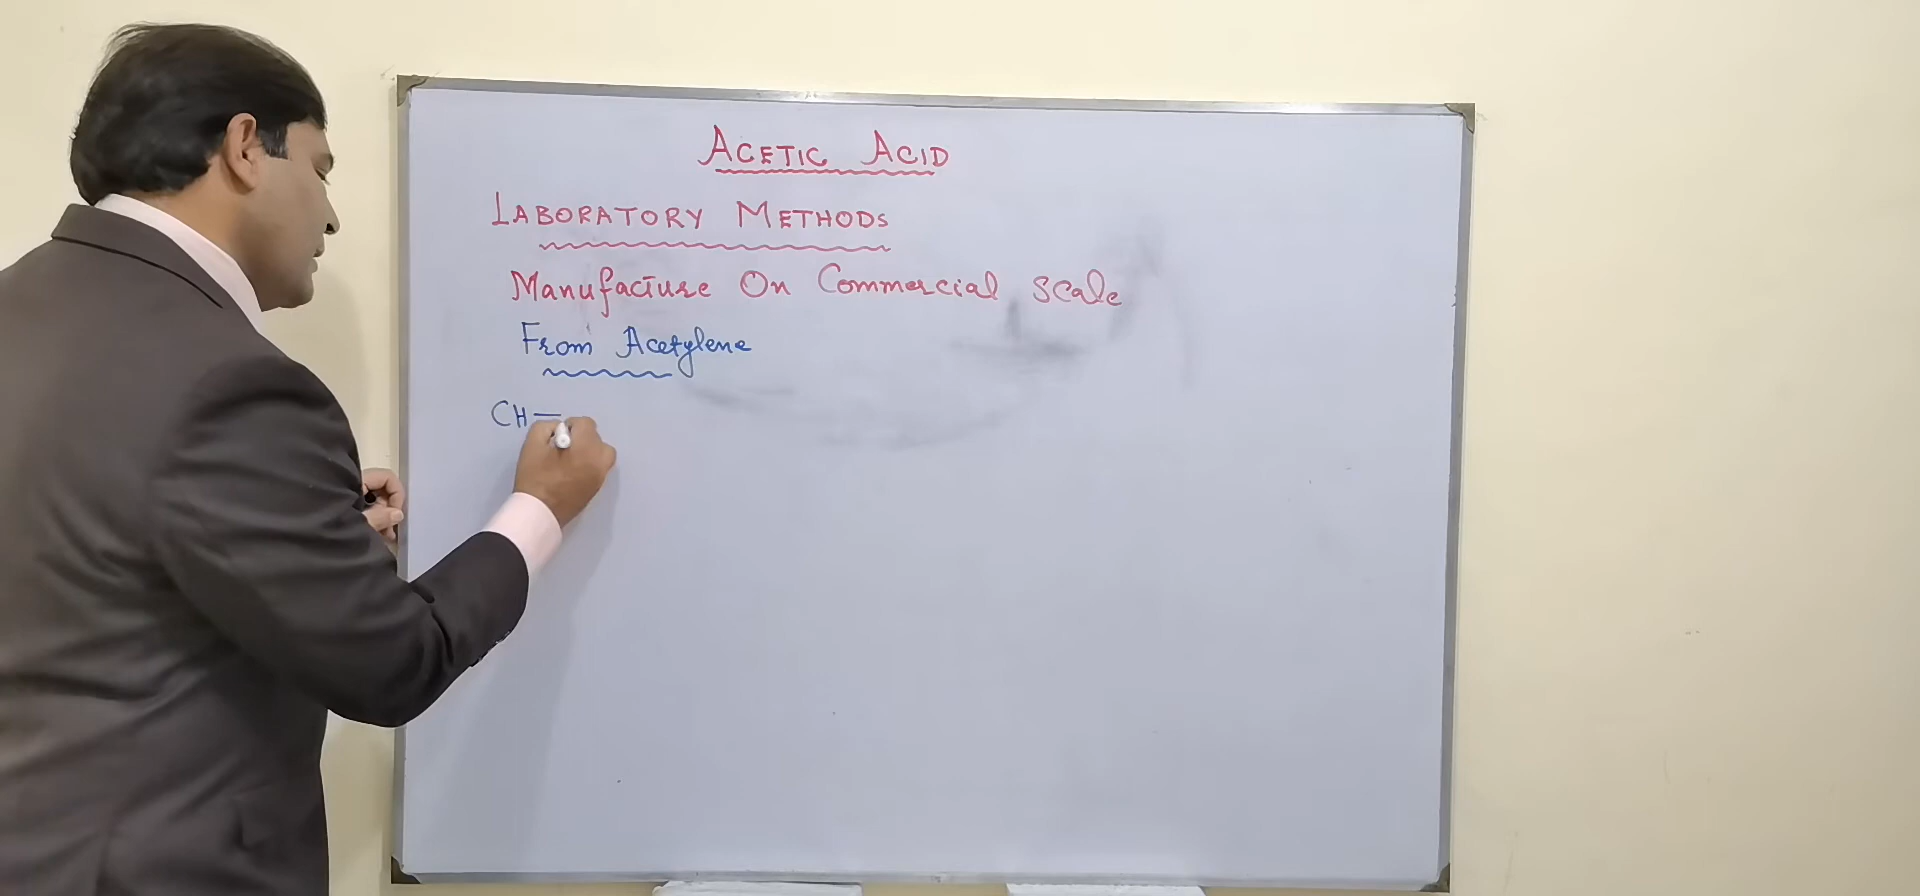 ACETIC ACID
LABORATORY METHODS
Manufacture On Commercial Scale
From Acetylene
CH—